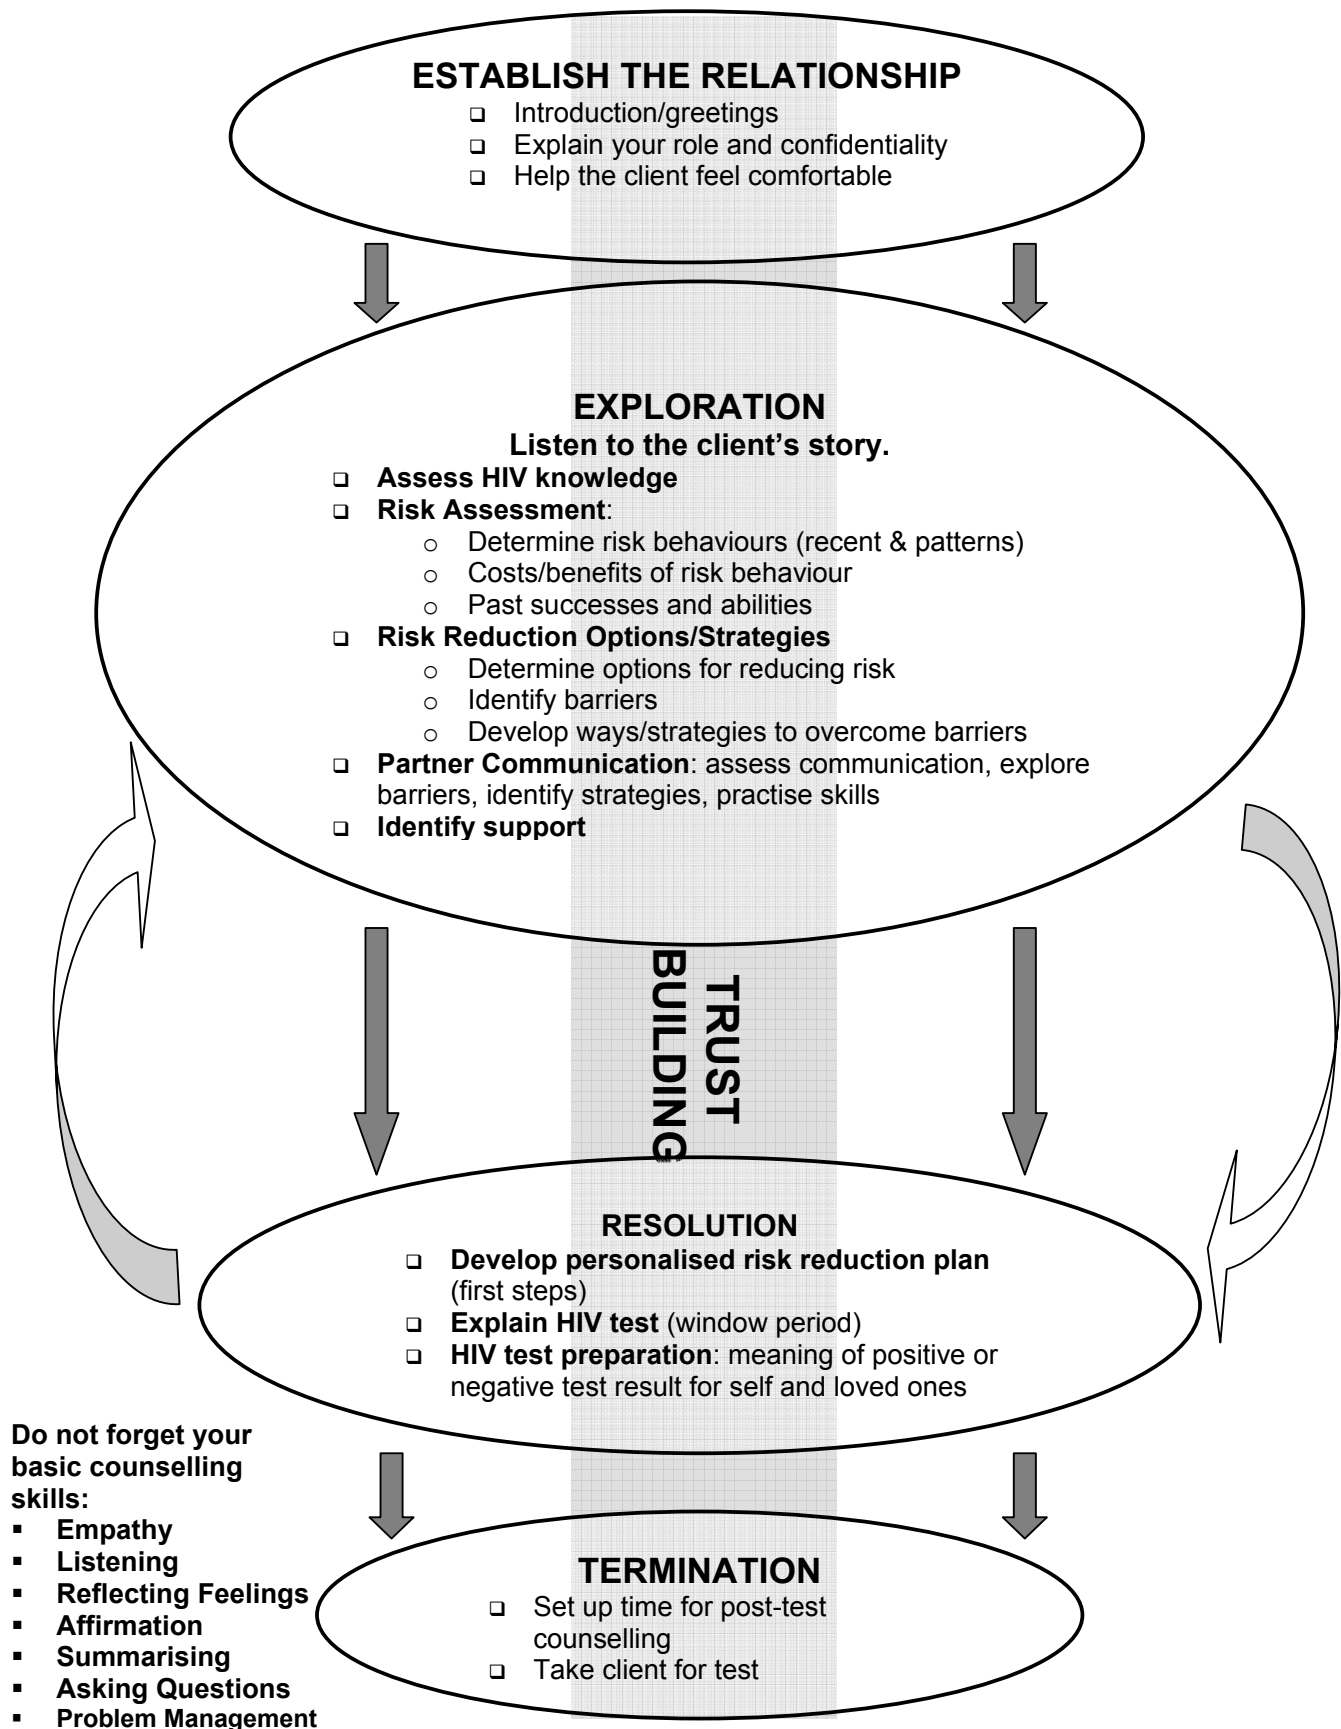 ESTABLISH THE RELATIONSHIP
❑ Introduction/greetings
❑ Explain your role and confidentiality
❑ Help the client feel comfortable
EXPLORATION
Listen to the client’s story.
❑ Assess HIV knowledge
❑ Risk Assessment:
o Determine risk behaviours (recent & patterns)
o Costs/benefits of risk behaviour
o Past successes and abilities
❑ Risk Reduction Options/Strategies
o Determine options for reducing risk
o Identify barriers
o Develop ways/strategies to overcome barriers
❑ Partner Communication: assess communication, explore
barriers, identify strategies, practise skills
❑ Identify support
TRUST
BUILDING
RESOLUTION
❑ Develop personalised risk reduction plan
(first steps)
❑ Explain HIV test (window period)
❑ HIV test preparation: meaning of positive or
negative test result for self and loved ones
Do not forget your
basic counselling
skills:
▪ Empathy
▪ Listening
▪ Reflecting Feelings
▪ Affirmation
▪ Summarising
▪ Asking Questions
▪ Problem Management
TERMINATION
❑ Set up time for post-test
counselling
❑ Take client for test